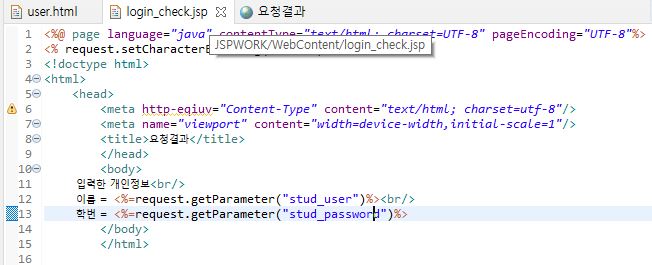 user.html login_check.jsp 요청결과
1 <%@ page language="java" contentType="text/html; charset=UTF-8" pageEncoding="UTF-8"%>
JSPWORK/WebContent/login_check.jsp
2 <% request.setCharacterE
3 <!doctype html>
4 <html>
5 <head>
6 <meta http-eqiuv="Content-Type" content="text/html; charset=utf-8"/>
7 <meta name="viewport" content="width=device-width,initial-scale=1"/>
8 <title>요청결과</title>
9 </head>
10 <body>
11 입력한 개인정보<br/>
12 이름 = <%=request.getParameter("stud_user")%><br/>
13 학번 = <%=request.getParameter("stud_password")%>
14 </body>
15 </html>
16